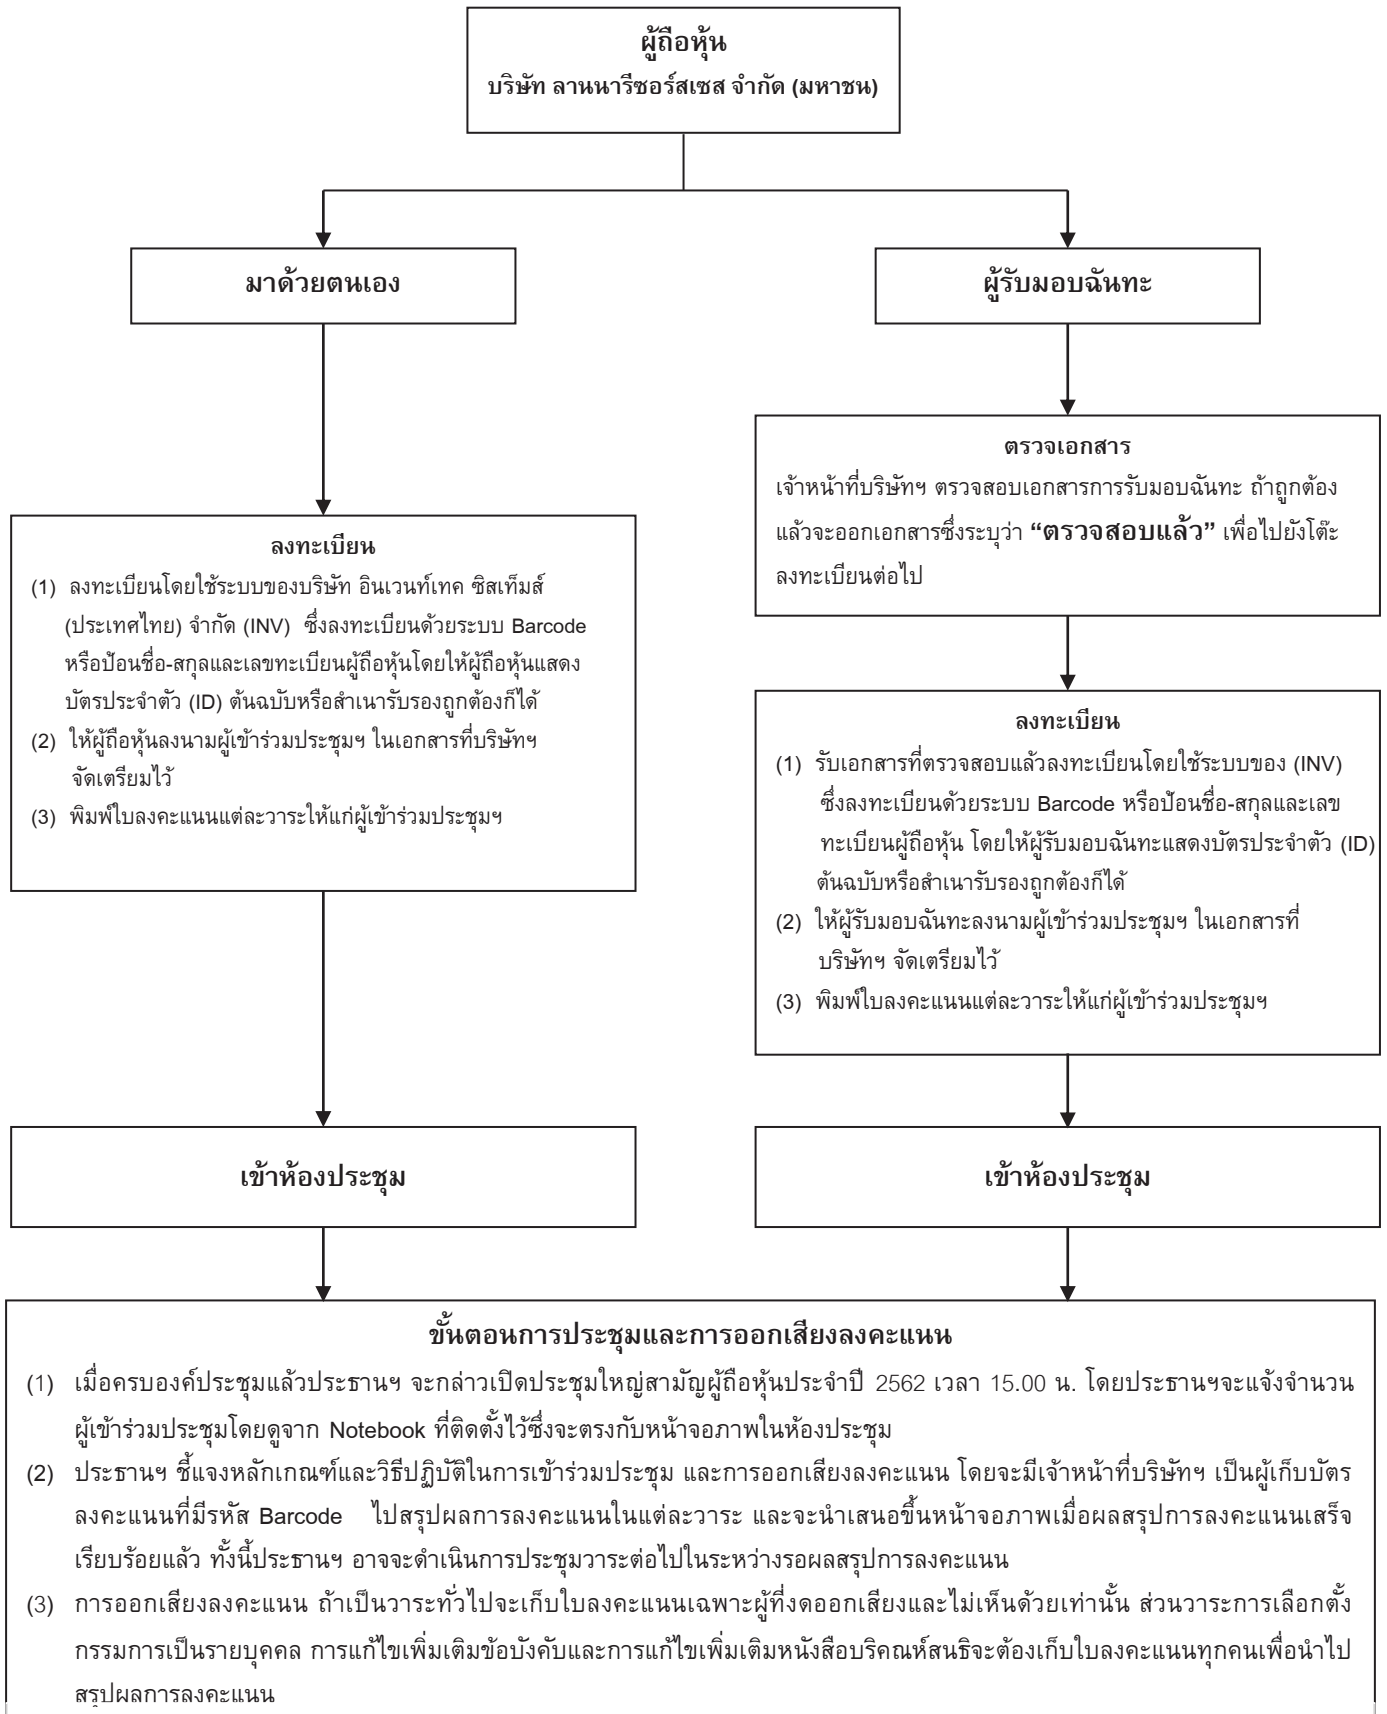 ผู้ถือหุ้น
บริษัท ลานนารีซอร์สเซส จำกัด (มหาชน)
มาด้วยตนเอง
ผู้รับมอบฉันทะ
ตรวจเอกสาร
เจ้าหน้าที่บริษัทฯ ตรวจสอบเอกสารการรับมอบฉันทะ ถ้าถูกต้อง
แล้วจะออกเอกสารซึ่งระบุว่า “ตรวจสอบแล้ว” เพื่อไปยังโต๊ะ
ลงทะเบียนต่อไป
ลงทะเบียน
(1) ลงทะเบียนโดยใช้ระบบของบริษัท อินเวนท์เทค ซิสเท็มส์
(ประเทศไทย) จำกัด (INV) ซึ่งลงทะเบียนด้วยระบบ Barcode
หรือป้อนชื่อ-สกุลและเลขทะเบียนผู้ถือหุ้นโดยให้ผู้ถือหุ้นแสดง
บัตรประจำตัว (ID) ต้นฉบับหรือสำเนารับรองถูกต้องก็ได้
(2) ให้ผู้ถือหุ้นลงนามผู้เข้าร่วมประชุมฯ ในเอกสารที่บริษัทฯ
จัดเตรียมไว้
(3) พิมพ์ใบลงคะแนนแต่ละวาระให้แก่ผู้เข้าร่วมประชุมฯ
ลงทะเบียน
(1) รับเอกสารที่ตรวจสอบแล้วลงทะเบียนโดยใช้ระบบของ (INV)
ซึ่งลงทะเบียนด้วยระบบ Barcode หรือป้อนชื่อ-สกุลและเลข
ทะเบียนผู้ถือหุ้น โดยให้ผู้รับมอบฉันทะแสดงบัตรประจำตัว (ID)
ต้นฉบับหรือสำเนารับรองถูกต้องก็ได้
(2) ให้ผู้รับมอบฉันทะลงนามผู้เข้าร่วมประชุมฯ ในเอกสารที่
บริษัทฯ จัดเตรียมไว้
(3) พิมพ์ใบลงคะแนนแต่ละวาระให้แก่ผู้เข้าร่วมประชุมฯ
เข้าห้องประชุม
เข้าห้องประชุม
ขั้นตอนการประชุมและการออกเสียงลงคะแนน
(1) เมื่อครบองค์ประชุมแล้วประธานฯ จะกล่าวเปิดประชุมใหญ่สามัญผู้ถือหุ้นประจำปี 2562 เวลา 15.00 น. โดยประธานฯจะแจ้งจำนวน
ผู้เข้าร่วมประชุมโดยดูจาก Notebook ที่ติดตั้งไว้ซึ่งจะตรงกับหน้าจอภาพในห้องประชุม
(2) ประธานฯ ชี้แจงหลักเกณฑ์และวิธีปฏิบัติในการเข้าร่วมประชุม และการออกเสียงลงคะแนน โดยจะมีเจ้าหน้าที่บริษัทฯ เป็นผู้เก็บบัตร
ลงคะแนนที่มีรหัส Barcode ไปสรุปผลการลงคะแนนในแต่ละวาระ และจะนำเสนอขึ้นหน้าจอภาพเมื่อผลสรุปการลงคะแนนเสร็จ
เรียบร้อยแล้ว ทั้งนี้ประธานฯ อาจจะดำเนินการประชุมวาระต่อไปในระหว่างรอผลสรุปการลงคะแนน
(3) การออกเสียงลงคะแนน ถ้าเป็นวาระทั่วไปจะเก็บใบลงคะแนนเฉพาะผู้ที่งดออกเสียงและไม่เห็นด้วยเท่านั้น ส่วนวาระการเลือกตั้ง
กรรมการเป็นรายบุคคล การแก้ไขเพิ่มเติมข้อบังคับและการแก้ไขเพิ่มเติมหนังสือบริคณห์สนธิจะต้องเก็บใบลงคะแนนทุกคนเพื่อนำไป
สรุปผลการลงคะแนน